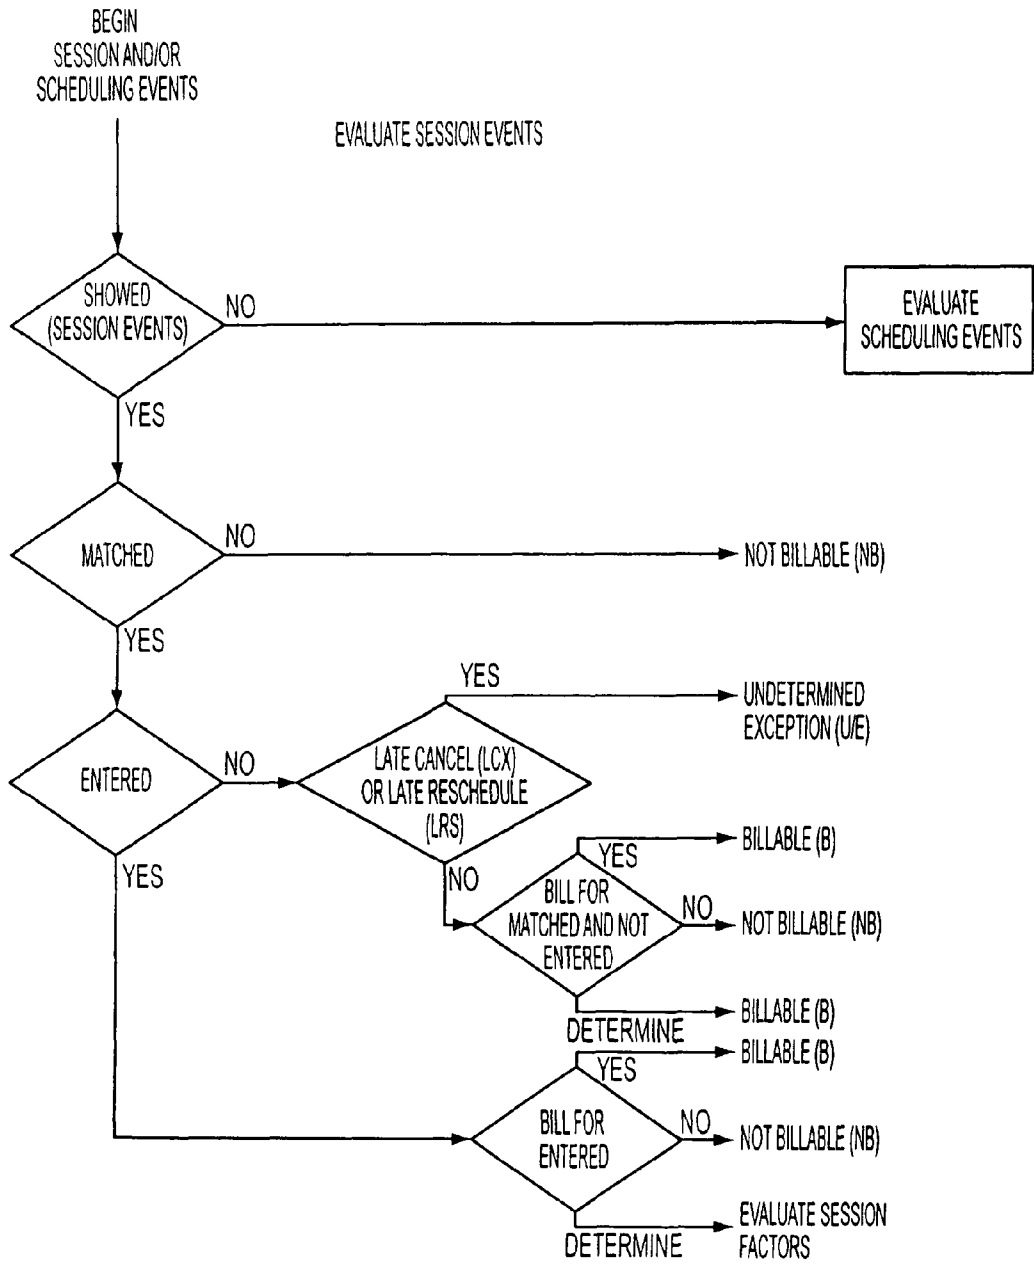 BEGIN
SESSION AND/OR
SCHEDULING EVENTS
EVALUATE SESSION EVENTS
SHOWED
(SESSION EVENTS)
NO
EVALUATE
SCHEDULING EVENTS
YES
MATCHED
NO
NOT BILLABLE (NB)
YES
ENTERED
NO
LATE CANCEL (LCX)
OR LATE RESCHEDULE
(LRS)
YES
UNDETERMINED
EXCEPTION (U/E)
NO
BILL FOR
MATCHED AND NOT
ENTERED
YES
BILLABLE (B)
NO
NOT BILLABLE (NB)
DETERMINE
BILLABLE (B)
YES
BILL FOR
ENTERED
YES
BILLABLE (B)
NO
NOT BILLABLE (NB)
DETERMINE
EVALUATE SESSION
FACTORS